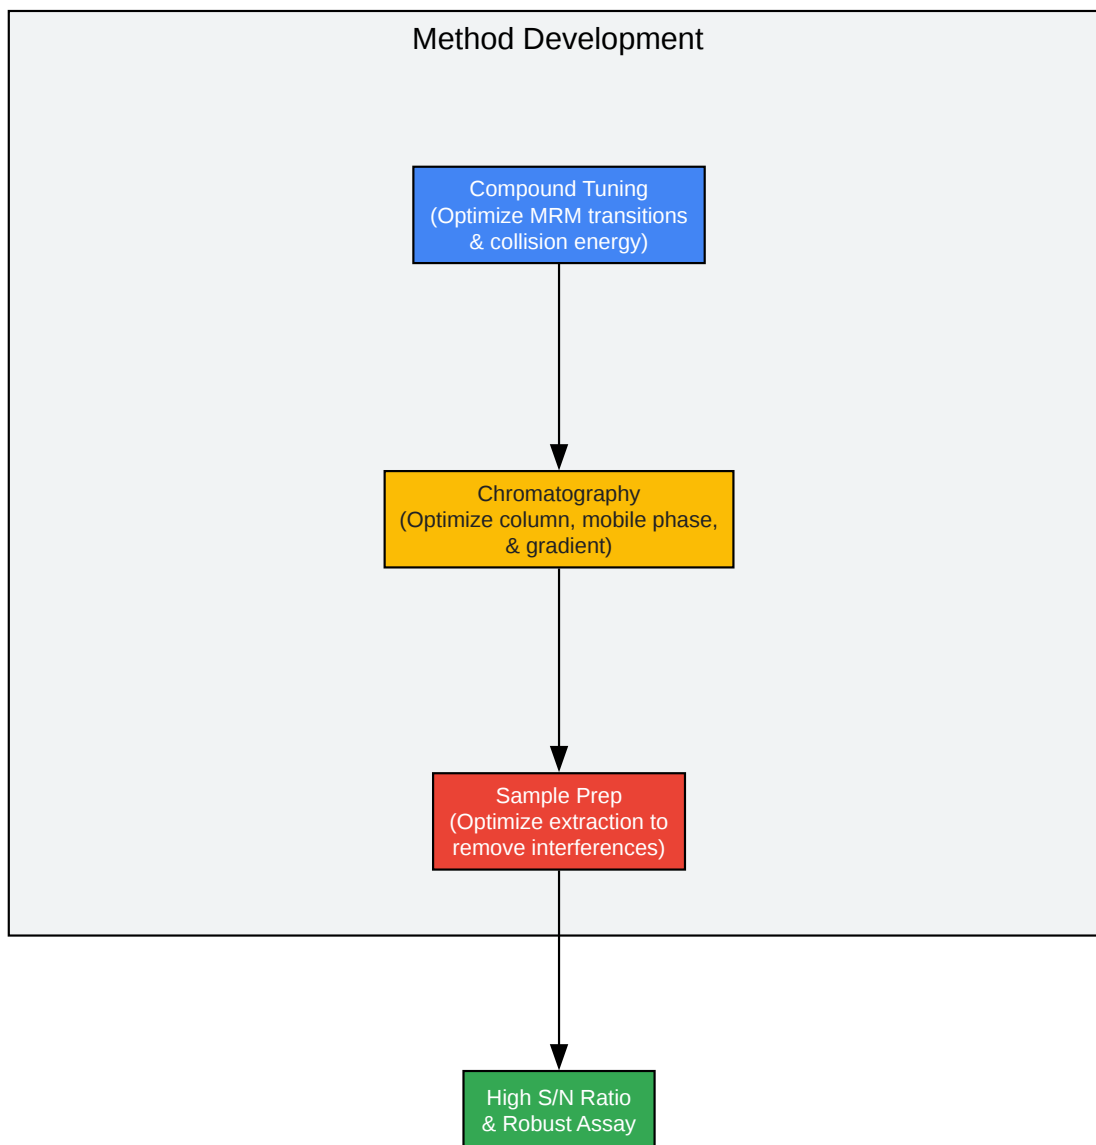 Method Development
Compound Tuning
(Optimize MRM transitions
& collision energy)
Chromatography
(Optimize column, mobile phase,
& gradient)
Sample Prep
(Optimize extraction to
remove interferences)
High S/N Ratio
& Robust Assay